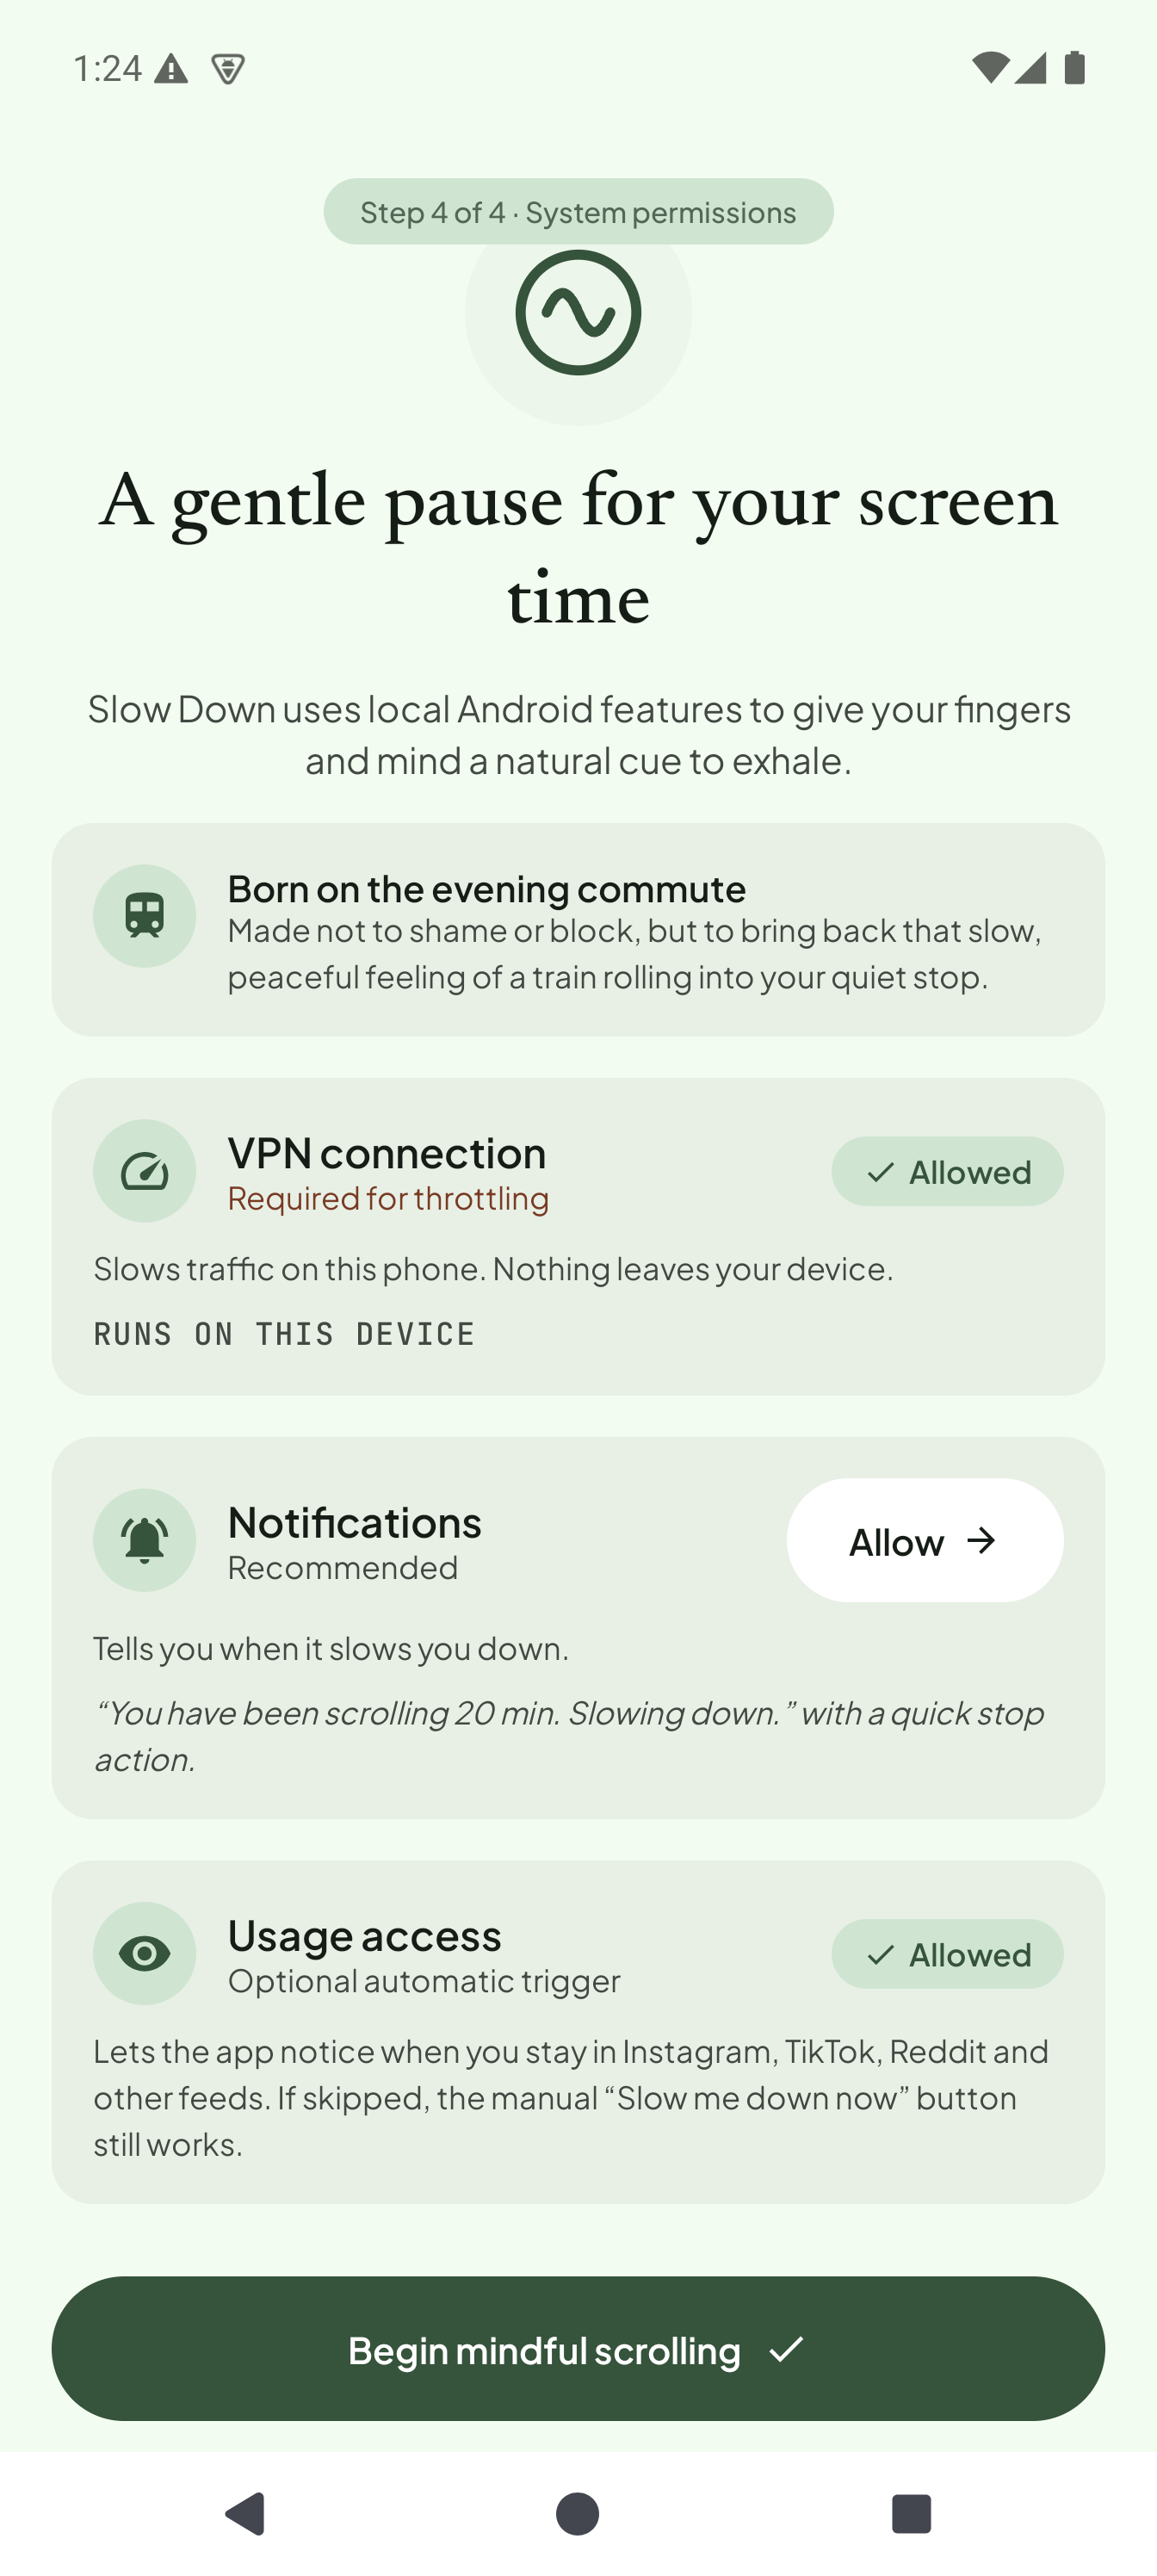 1:24
Step 4 of 4 · System permissions
A gentle pause for your screen
time
Slow Down uses local Android features to give your fingers
and mind a natural cue to exhale.
Born on the evening commute
Made not to shame or block, but to bring back that slow,
peaceful feeling of a train rolling into your quiet stop.
VPN connection
Required for throttling
Allowed
Slows traffic on this phone. Nothing leaves your device.
RUNS ON THIS DEVICE
Notifications
Recommended
Allow
Tells you when it slows you down.
“You have been scrolling 20 min. Slowing down.” with a quick stop
action.
Usage access
Optional automatic trigger
Allowed
Lets the app notice when you stay in Instagram, TikTok, Reddit and
other feeds. If skipped, the manual “Slow me down now” button
still works.
Begin mindful scrolling